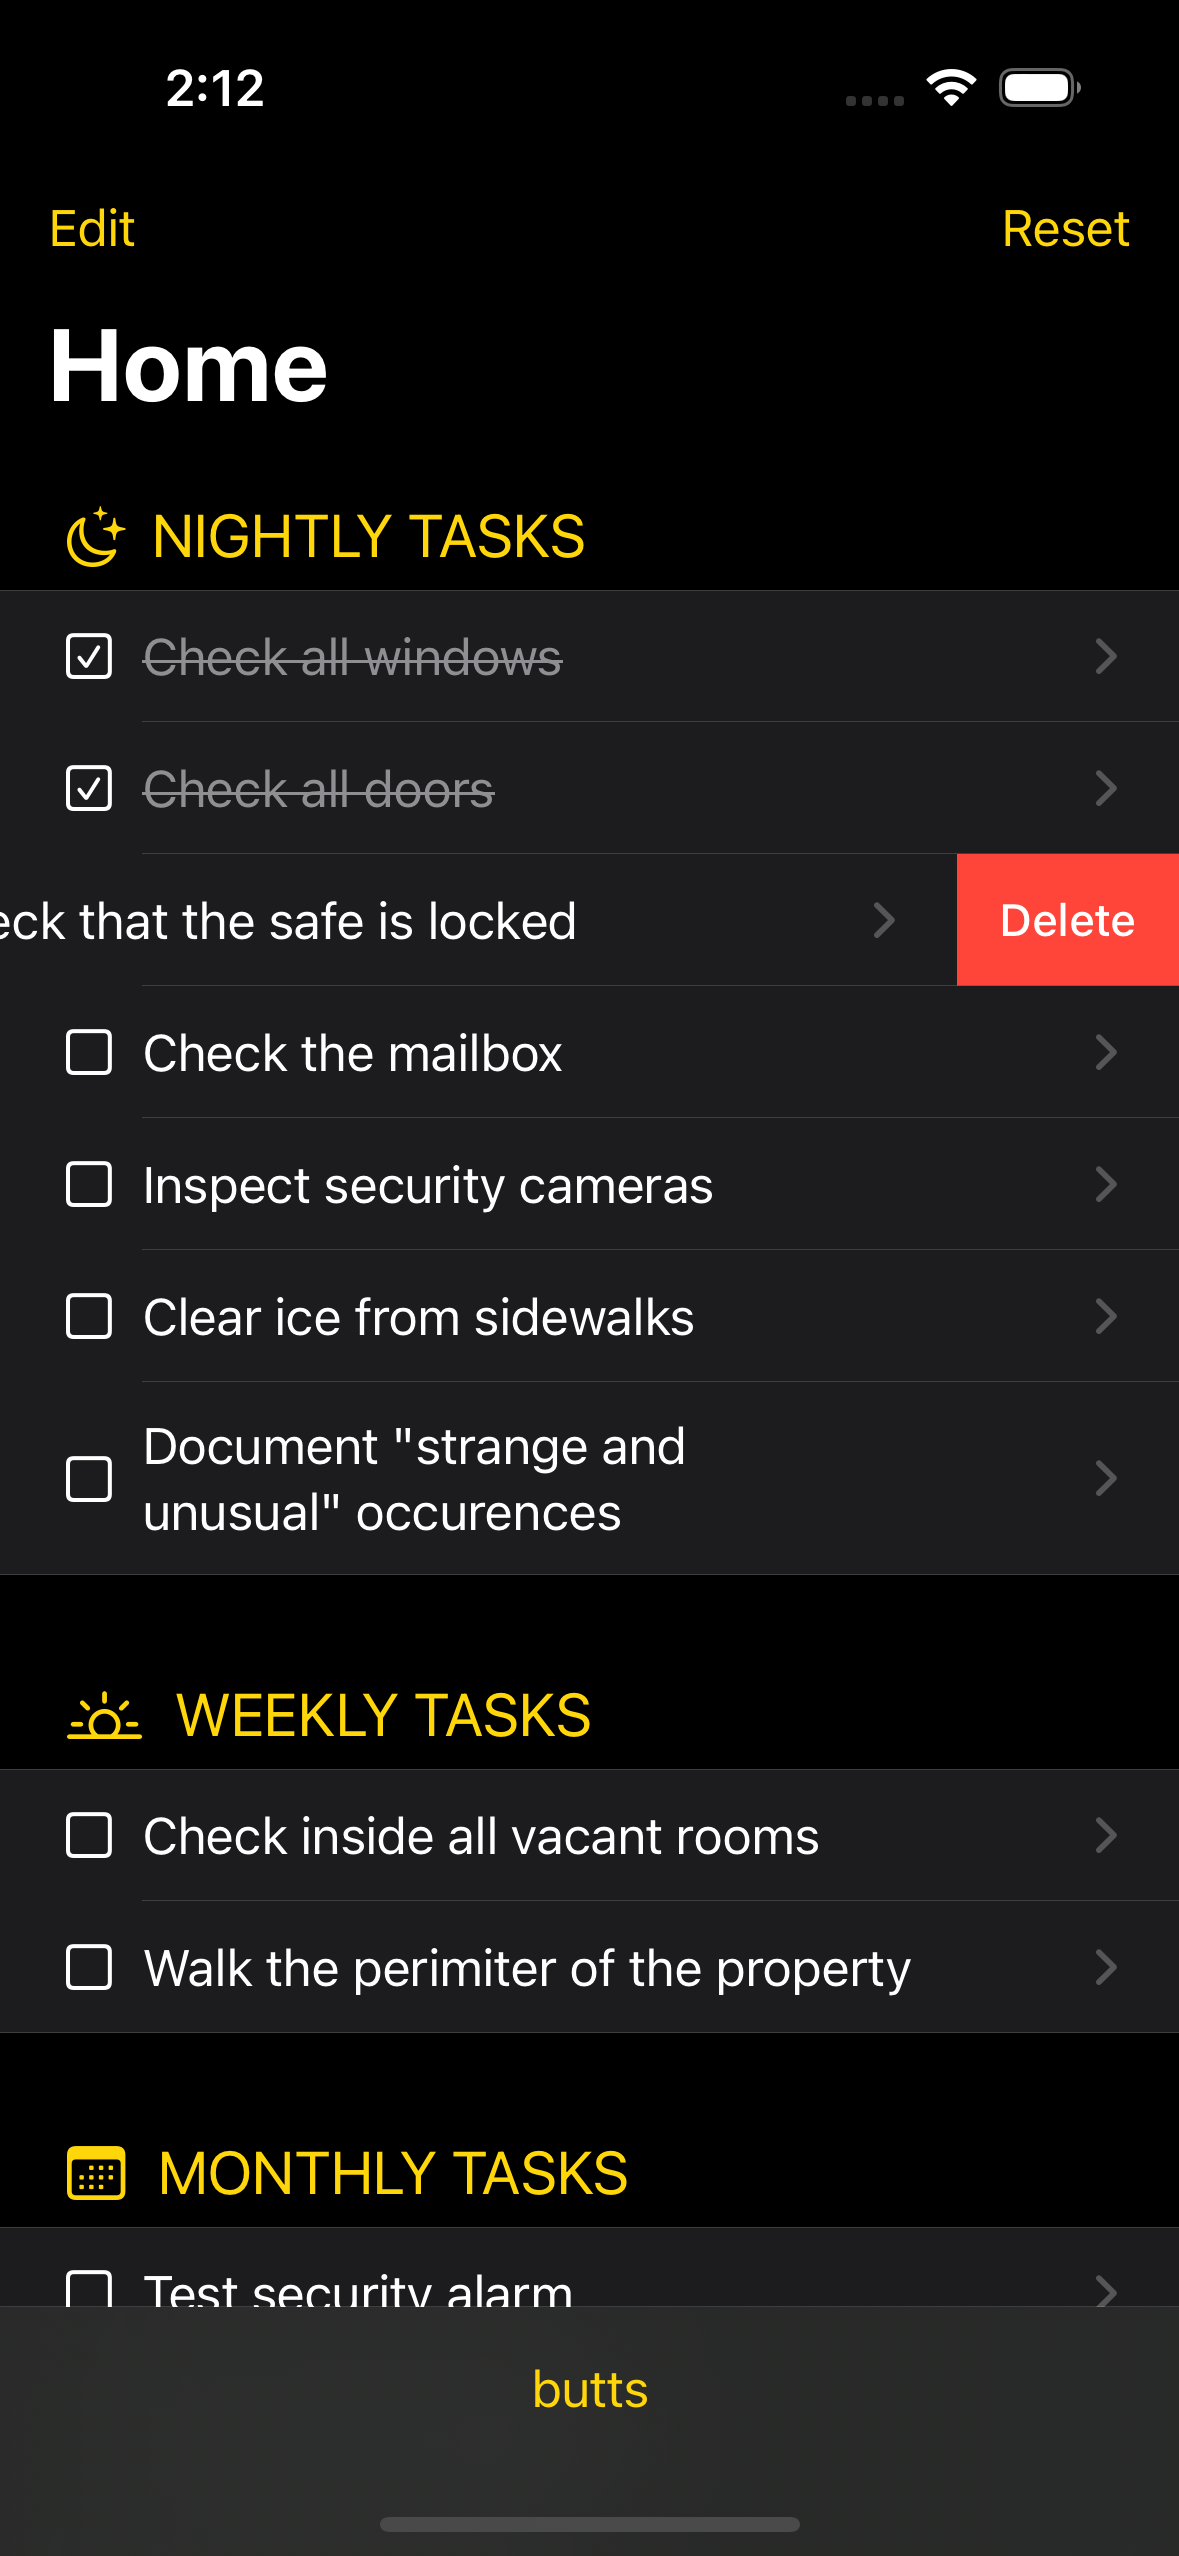 2:12
Edit
Reset
Home
NIGHTLY TASKS
Check all windows
Check all doors
eck that the safe is locked
Delete
Check the mailbox
Inspect security cameras
Clear ice from sidewalks
Document "strange and
unusual" occurences
WEEKLY TASKS
Check inside all vacant rooms
Walk the perimiter of the property
MONTHLY TASKS
Test security alarm
butts